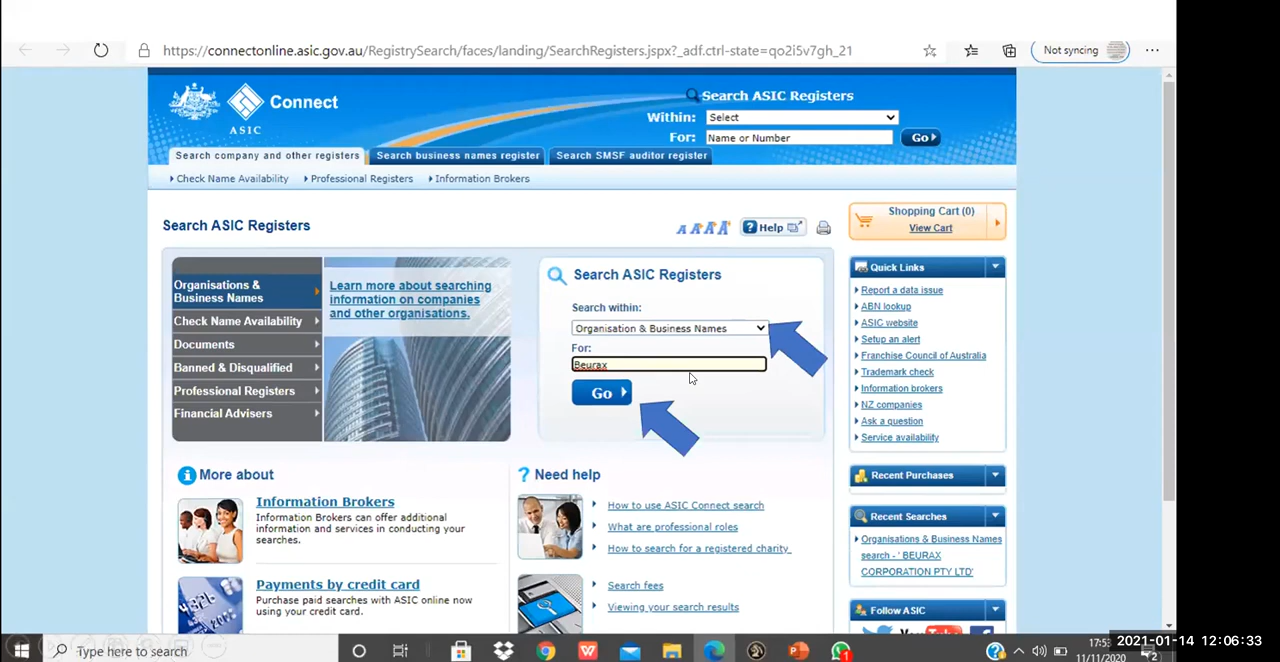 https://connectonline.asic.gov.au/RegistrySearch/faces/landing/SearchRegisters.jspx?_adf.ctrl-state=qo2i5v7gh_21
Not syncing
ASIC
Connect
Search ASIC Registers
Within: Select
For: Name or Number Go
Search company and other registers Search business names register Search SMSF auditor register
Check Name Availability Professional Registers Information Brokers
Search ASIC Registers
A A A A Help
Shopping Cart (0)
View Cart
Organisations &
Business Names
Check Name Availability
Documents
Banned & Disqualified
Professional Registers
Financial Advisers
Learn more about searching
information on companies
and other organisations.
Search ASIC Registers
Search within:
Organisation & Business Names
For:
Beurax
Go
Quick Links
Report a data issue
ABN lookup
ASIC website
Setup an alert
Franchise Council of Australia
Trademark check
Information brokers
NZ companies
Ask a question
Service availability
Recent Purchases
Recent Searches
Organisations & Business Names
search - ' BEURAX
CORPORATION PTY LTD'
Follow ASIC
More about
Information Brokers
Information Brokers can offer additional
information and services in conducting your
searches.
Payments by credit card
Purchase paid searches with ASIC online now
using your credit card.
Need help
How to use ASIC Connect search
What are professional roles
How to search for a registered charity
Search fees
Viewing your search results
Type here to search
1
17:53
11/11/2020
2
2021-01-14 12:06:33